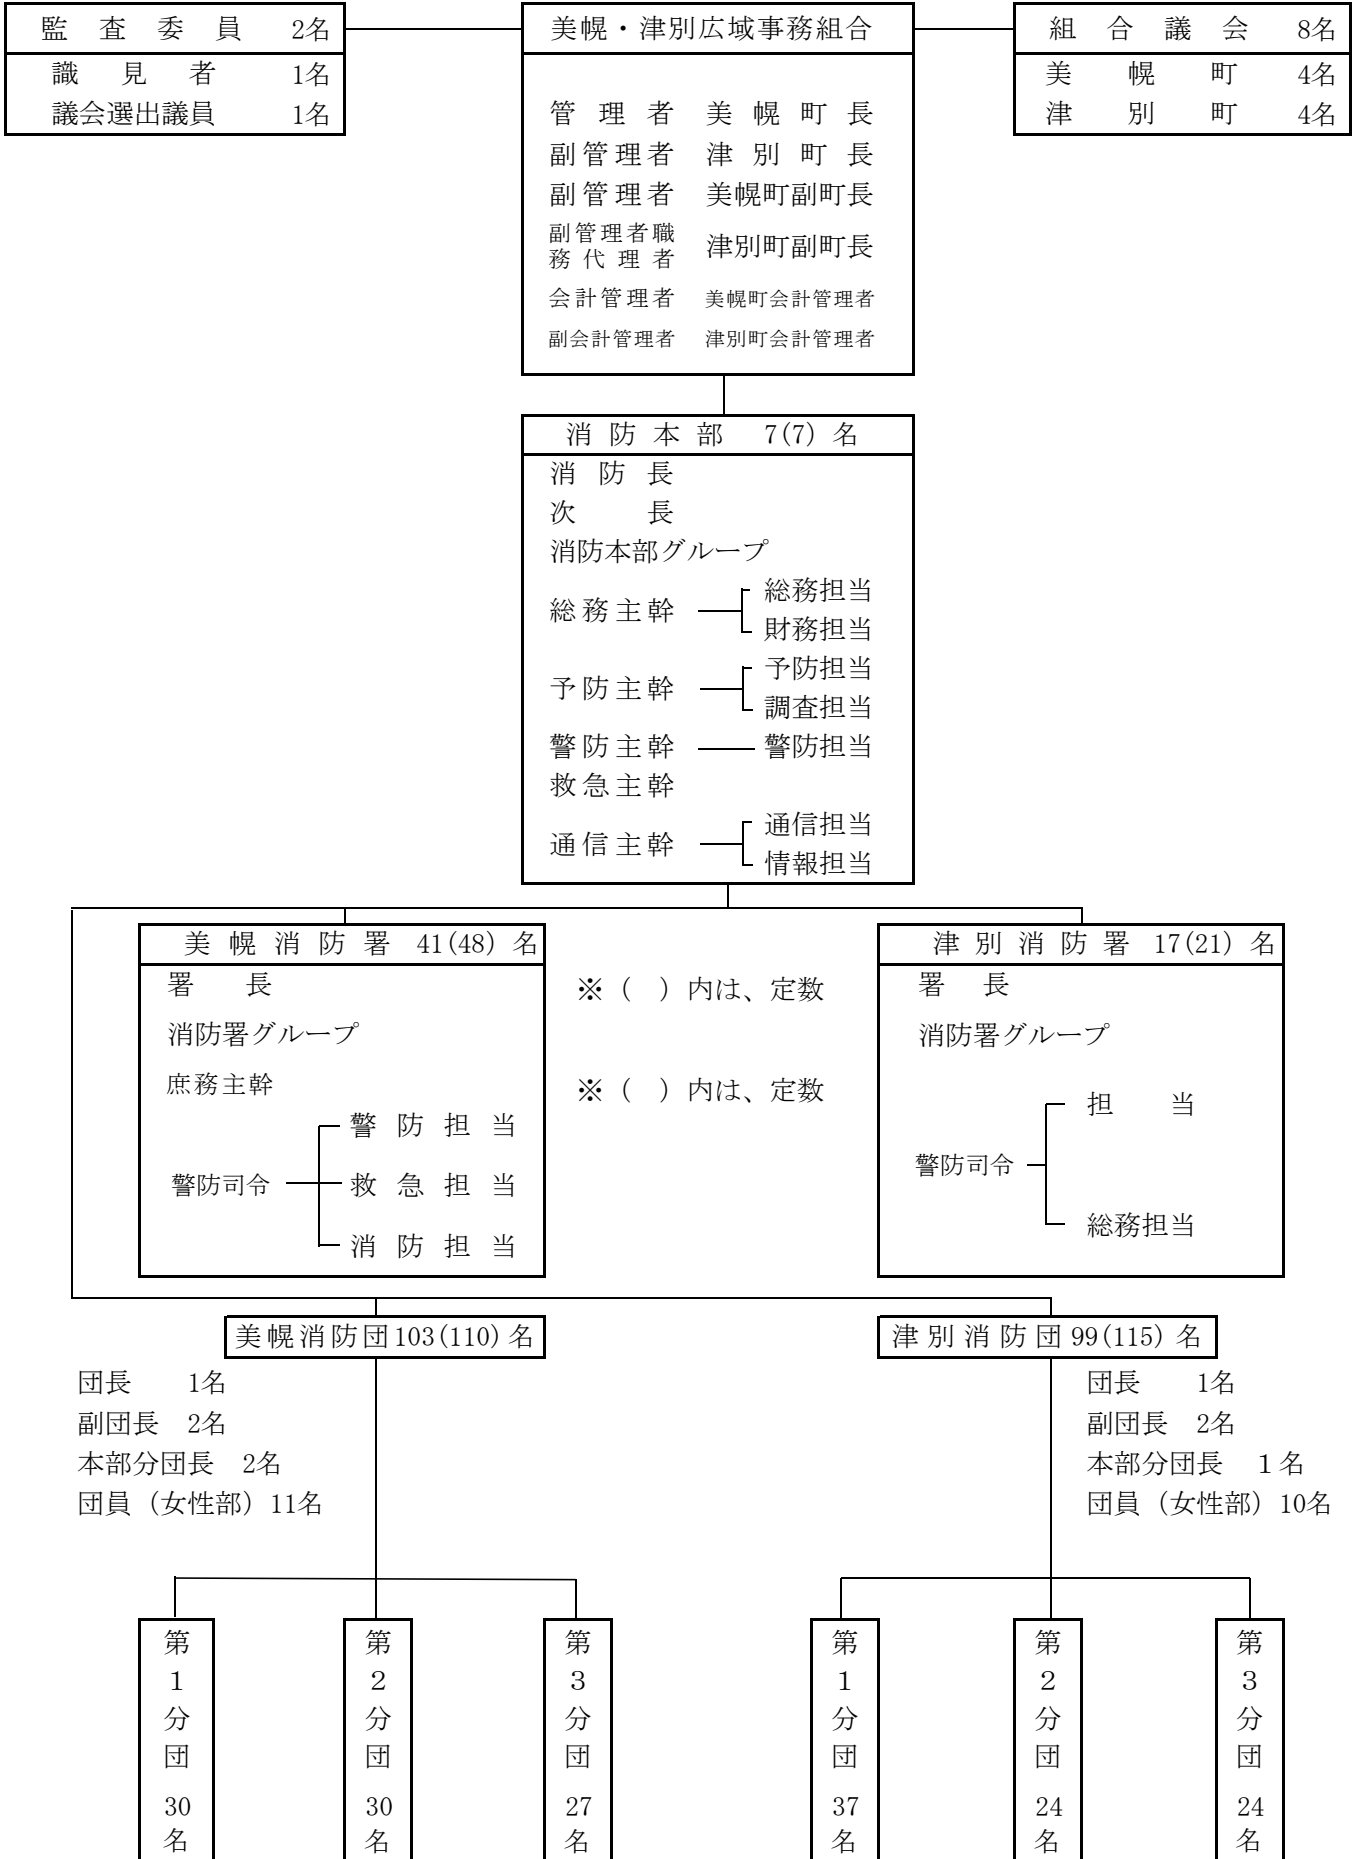 監査委員 2名
識見者 1名
議会選出議員 1名
美幌・津別広域事務組合
管理者 美幌町長
副管理者 津別町長
副管理者 美幌町副町長
副管理者職
務代理者 津別町副町長
会計管理者 美幌町会計管理者
副会計管理者 津別町会計管理者
組合議会 8名
美幌町 4名
津別町 4名
消防本部 7(7)名
消防長
次長
消防本部グループ
総務主幹
総務担当
財務担当
予防主幹
予防担当
調査担当
警防主幹 警防担当
救急主幹
通信主幹
通信担当
情報担当
美幌消防署 41(48)名
署長
消防署グループ
庶務主幹
警防司令
警防担当
救急担当
消防担当
※( )内は、定数
※( )内は、定数
津別消防署 17(21)名
署長
消防署グループ
警防司令
担当
総務担当
美幌消防団103(110)名
団長 1名
副団長 2名
本部分団長 2名
団員(女性部)11名
第1分団 30名
第2分団 30名
第3分団 27名
津別消防団99(115)名
団長 1名
副団長 2名
本部分団長 1名
団員(女性部)10名
第1分団 37名
第2分団 24名
第3分団 24名